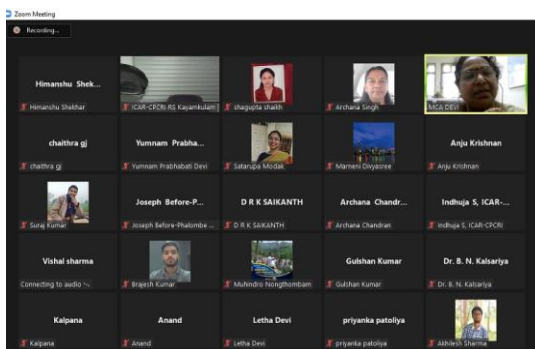 Zoom Meeting
Recording...
Himanshu Shek...
Himanshu Shekhar
ICAR-CPCRI-RS Kayamkulam
shagupta shaikh
Archana Singh
MCA DEVI
chaithra gj
chaithra gj
Yumnam Prabha...
Yumnam Prabhabati Devi
Satarupa Modak
Marneni Divyasree
Anju Krishnan
Anju Krishnan
Suraj Kumar
Joseph Before-P...
Joseph Before-Phalombe ...
D R K SAIKANTH
D R K SAIKANTH
Archana Chandr...
Archana Chandran
Indhuja S, ICAR-...
Indhuja S, ICAR-CPCRI
Vishal sharma
Connecting to audio
Brajesh Kumar
Muhindro Nongthombam
Gulshan Kumar
Gulshan Kumar
Dr. B. N. Kalsariya
Dr. B. N. Kalsariya
Kalpana
Kalpana
Anand
Anand
Letha Devi
Letha Devi
priyanka patoliya
priyanka patoliya
Akhilesh Sharma